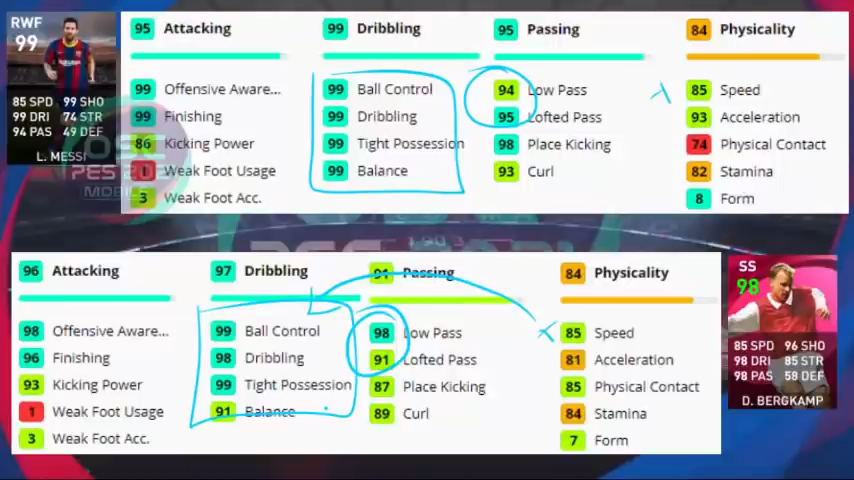 RWF
99
85 SPD 99 SHO
99 DRI 74 STR
94 PAS 49 DEF
L. MESSI
95 Attacking
99 Offensive Aware...
99 Finishing
86 Kicking Power
1 Weak Foot Usage
3 Weak Foot Acc.
99 Dribbling
99 Ball Control
99 Dribbling
99 Tight Possession
99 Balance
95 Passing
94 Low Pass
95 Lofted Pass
98 Place Kicking
93 Curl
84 Physicality
85 Speed
93 Acceleration
74 Physical Contact
82 Stamina
8 Form
PES
MOBILE
96 Attacking
98 Offensive Aware...
96 Finishing
93 Kicking Power
1 Weak Foot Usage
3 Weak Foot Acc.
97 Dribbling
99 Ball Control
98 Dribbling
99 Tight Possession
91 Balance
91 Passing
98 Low Pass
91 Lofted Pass
87 Place Kicking
89 Curl
84 Physicality
85 Speed
81 Acceleration
85 Physical Contact
84 Stamina
7 Form
SS
98
85 SPD 96 SHO
98 DRI 85 STR
98 PAS 58 DEF
D. BERGKAMP